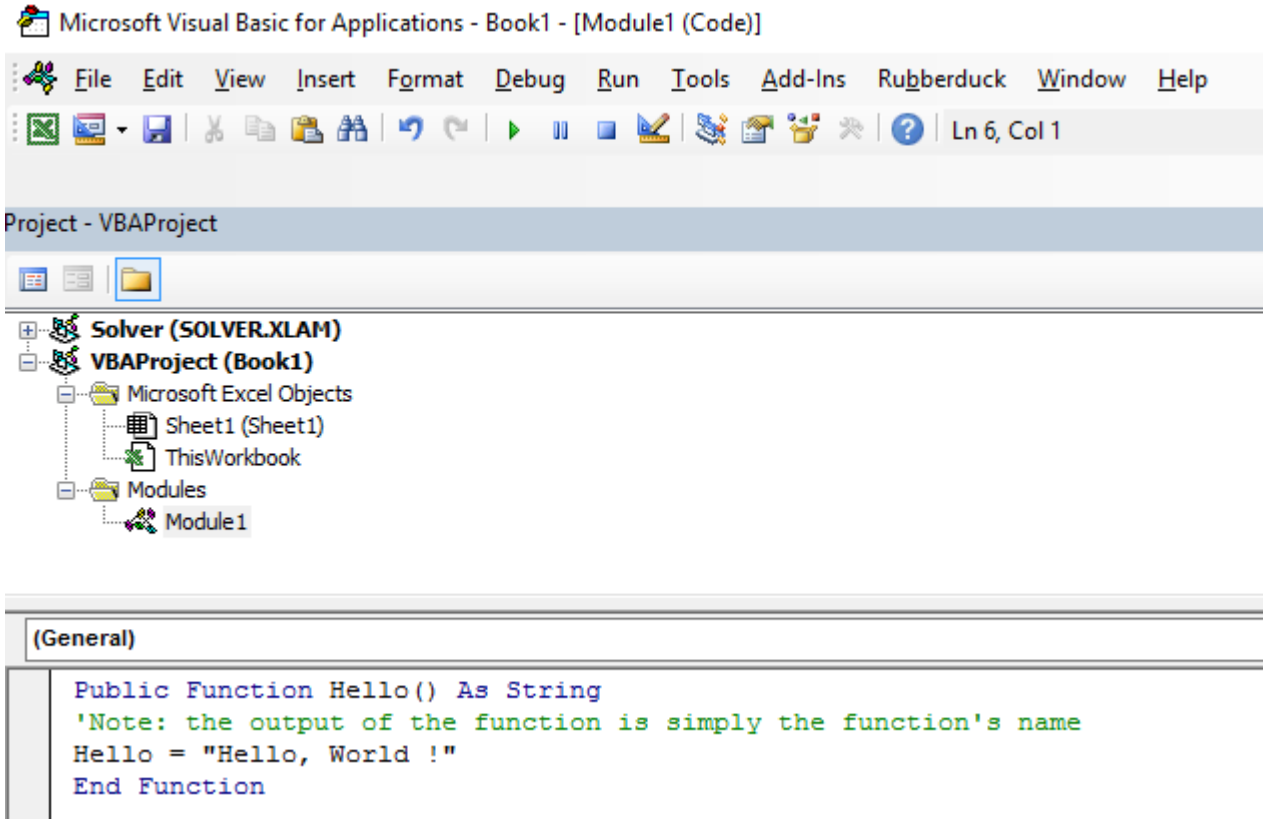 Microsoft Visual Basic for Applications - Book1 - [Module1 (Code)]
File Edit View Insert Format Debug Run Tools Add-Ins Rubberduck Window Help
Ln 6, Col 1
Project - VBAProject
Solver (SOLVER.XLAM)
VBAProject (Book1)
Microsoft Excel Objects
Sheet1 (Sheet1)
ThisWorkbook
Modules
Module1
(General)
Public Function Hello() As String
'Note: the output of the function is simply the function's name
Hello = "Hello, World !"
End Function